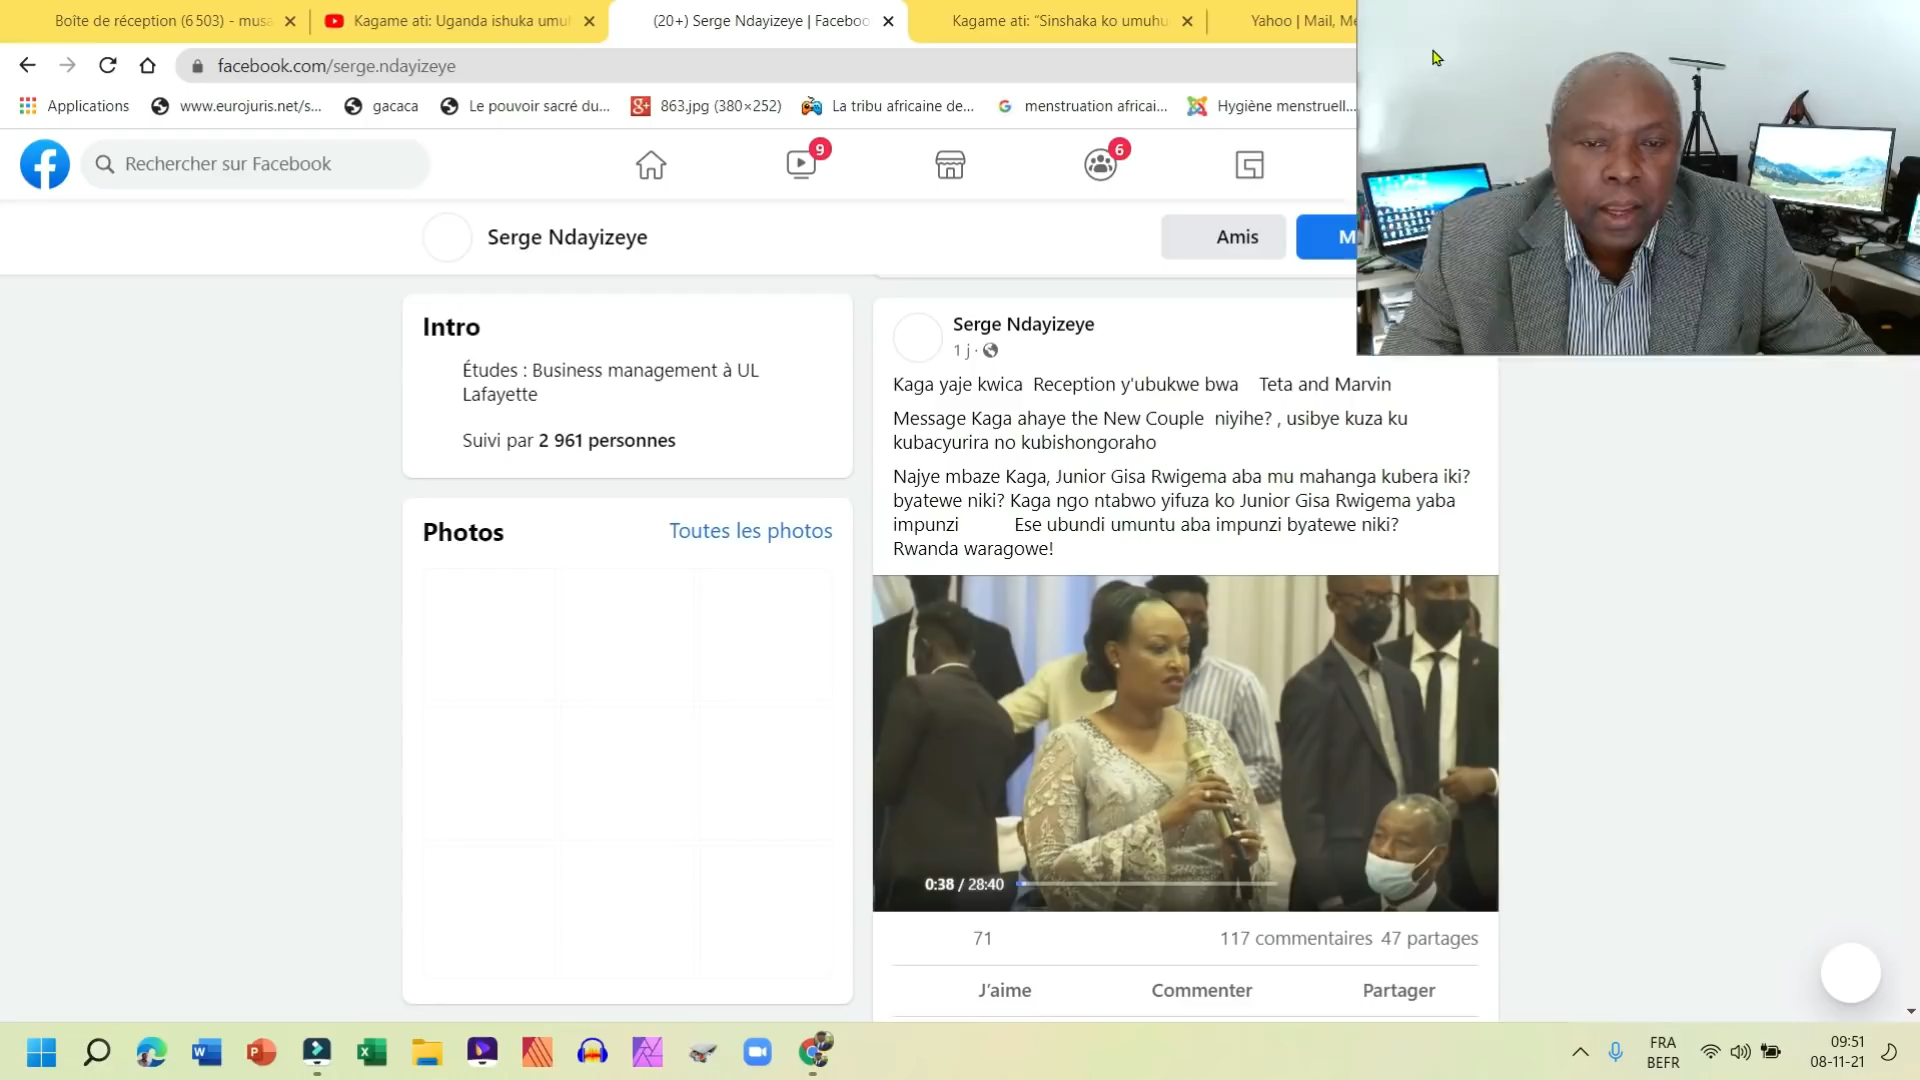 Boîte de réception (6 503) - musa
Kagame ati: Uganda ishuka umu
(20+) Serge Ndayizeye | Faceboo
Kagame ati: "Sinshaka ko umuhu
Yahoo | Mail, M
facebook.com/serge.ndayizeye
Applications
www.eurojuris.net/s...
gacaca
Le pouvoir sacré du...
863.jpg (380×252)
La tribu africaine de...
menstruation africai...
Hygiène menstruell...
Rechercher sur Facebook
9
6
Serge Ndayizeye
Amis
M
Intro
Études : Business management à UL
Lafayette
Suivi par 2 961 personnes
Photos
Toutes les photos
Serge Ndayizeye
1 j ·
Kaga yaje kwica Reception y'ubukwe bwa Teta and Marvin
Message Kaga ahaye the New Couple niyihe? , usibye kuza ku
kubacyurira no kubishongoraho
Najye mbaze Kaga, Junior Gisa Rwigema aba mu mahanga kubera iki?
byatewe niki? Kaga ngo ntabwo yifuza ko Junior Gisa Rwigema yaba
impunzi Ese ubundi umuntu aba impunzi byatewe niki?
Rwanda waragowe!
0:38 / 28:40
71
117 commentaires 47 partages
J'aime
Commenter
Partager
FRA
BEFR
09:51
08-11-21